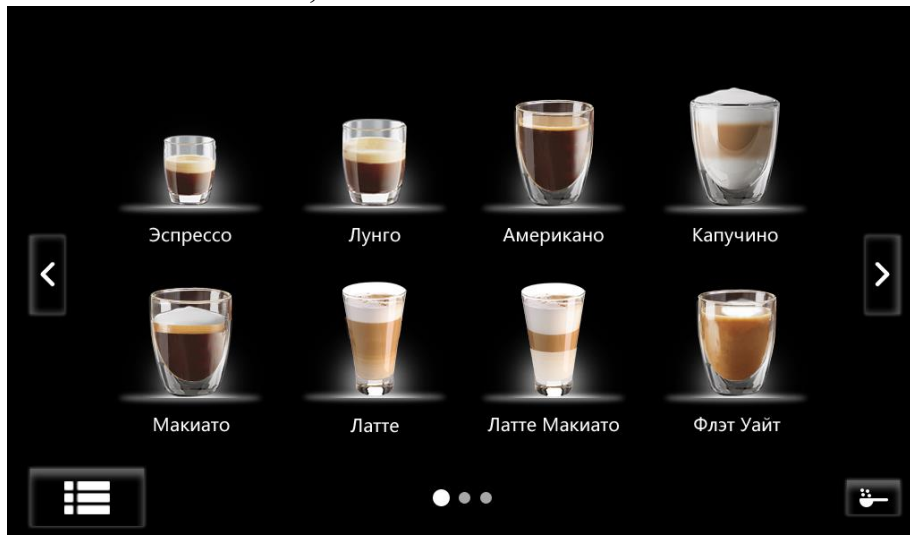 Эспрессо
Лунго
Американо
Капучино
Макиато
Латте
Латте Макиато
Флэт Уайт